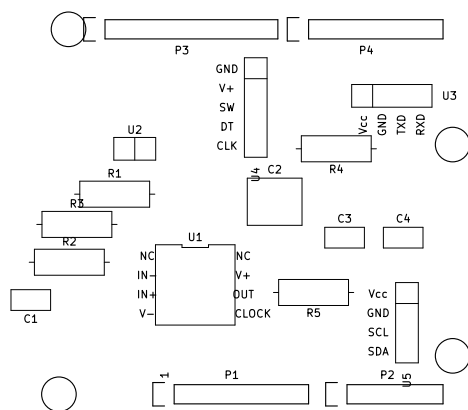 P3
P4
GND
V+
SW
DT
CLK
U4
U3
Vcc
GND
TXD
RXD
U2
R4
R1
C2
R3
R2
C3
C4
U1
NC
IN-
IN+
V-
NC
V+
OUT
CLOCK
R5
C1
Vcc
GND
SCL
SDA
U5
1
P1
P2